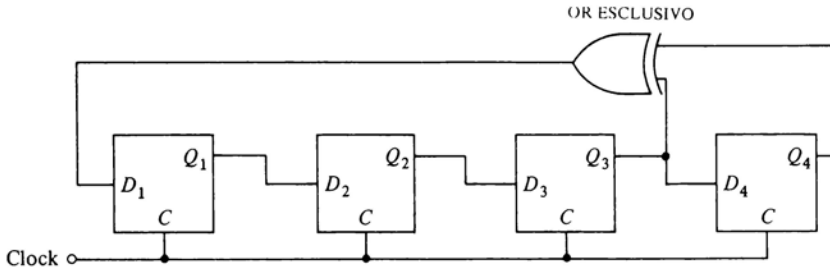 OR ESCLUSIVO
Q1 Q2 Q3 Q4
D1 D2 D3 D4
C C C C
Clock